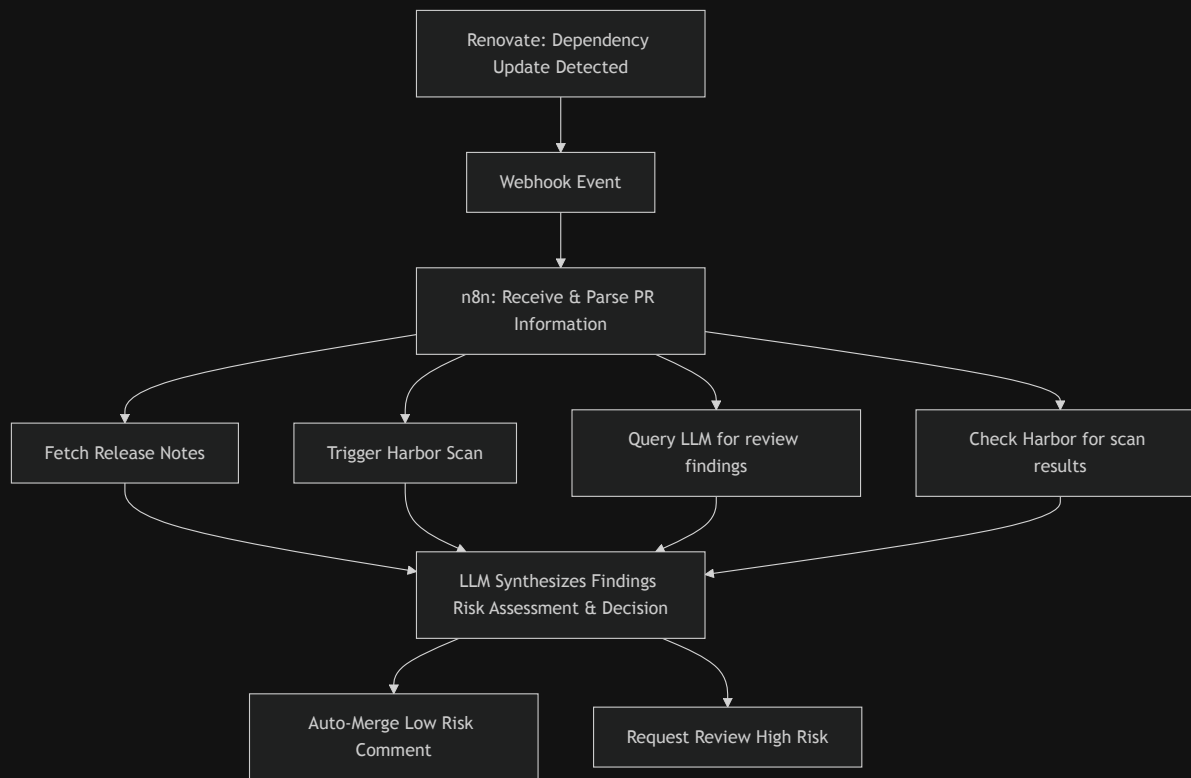 Renovate: Dependency
Update Detected
Webhook Event
n8n: Receive & Parse PR
Information
Fetch Release Notes
Trigger Harbor Scan
Query LLM for review
findings
Check Harbor for scan
results
LLM Synthesizes Findings
Risk Assessment & Decision
Auto-Merge Low Risk
Comment
Request Review High Risk